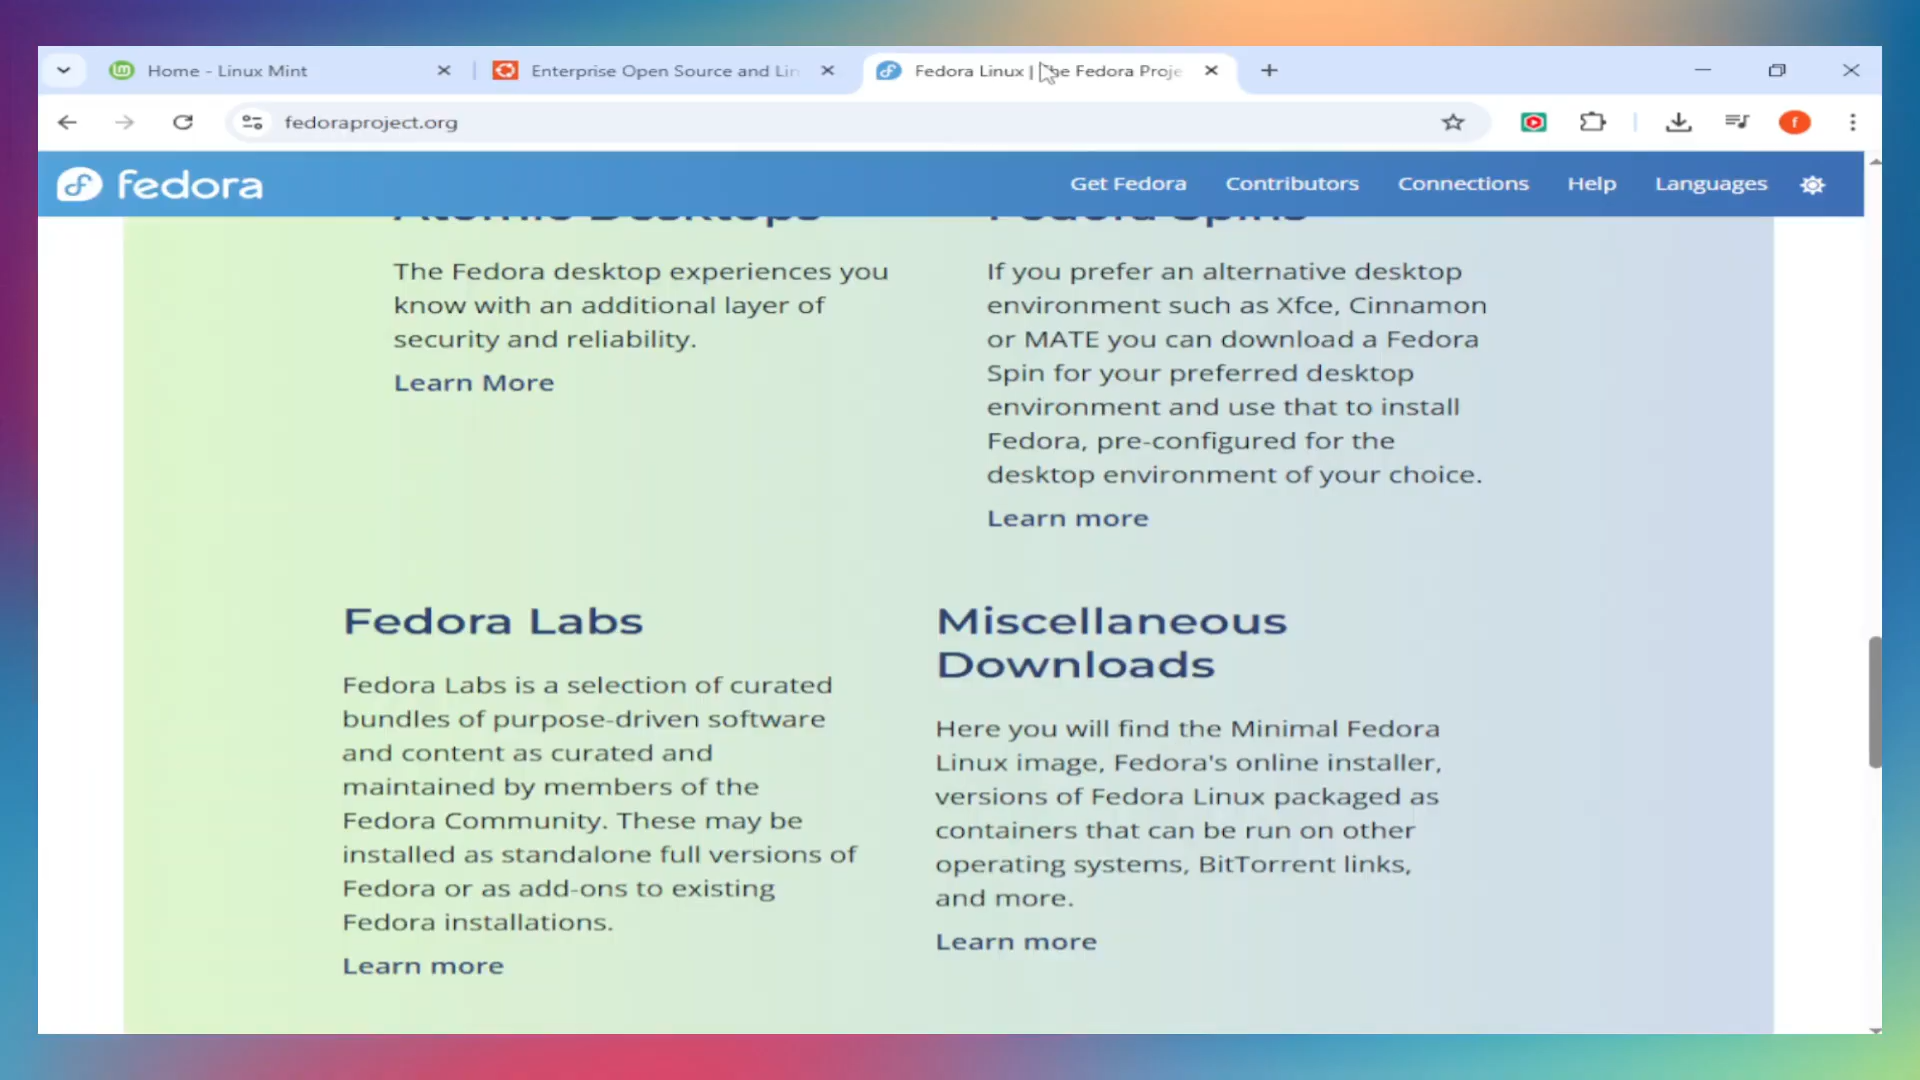 Home - Linux Mint
Enterprise Open Source and Lin
Fedora Linux | The Fedora Proje
fedoraproject.org
f
fedora
Get Fedora
Contributors
Connections
Help
Languages
Atomic Desktops
The Fedora desktop experiences you
know with an additional layer of
security and reliability.
Learn More
Fedora Spins
If you prefer an alternative desktop
environment such as Xfce, Cinnamon
or MATE you can download a Fedora
Spin for your preferred desktop
environment and use that to install
Fedora, pre-configured for the
desktop environment of your choice.
Learn more
Fedora Labs
Fedora Labs is a selection of curated
bundles of purpose-driven software
and content as curated and
maintained by members of the
Fedora Community. These may be
installed as standalone full versions of
Fedora or as add-ons to existing
Fedora installations.
Learn more
Miscellaneous
Downloads
Here you will find the Minimal Fedora
Linux image, Fedora's online installer,
versions of Fedora Linux packaged as
containers that can be run on other
operating systems, BitTorrent links,
and more.
Learn more